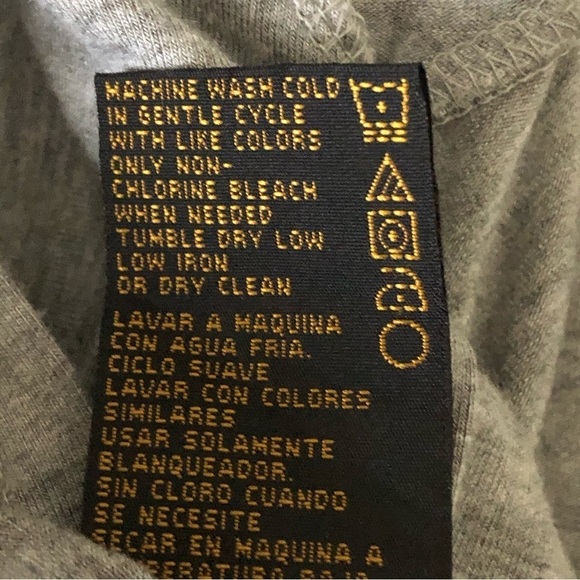 MACHINE WASH COLD
IN GENTLE CYCLE
WITH LIKE COLORS
ONLY NON-
CHLORINE BLEACH
WHEN NEEDED
TUMBLE DRY LOW
LOW IRON
OR DRY CLEAN
LAVAR A MAQUINA
CON AGUA FRIA.
CICLO SUAVE
LAVAR CON COLORES
SIMILARES
USAR SOLAMENTE
BLANQUEADOR.
SIN CLORO CUANDO
SE NECESITE
SECAR EN MAQUINA A
TEMPERATURA BAJA